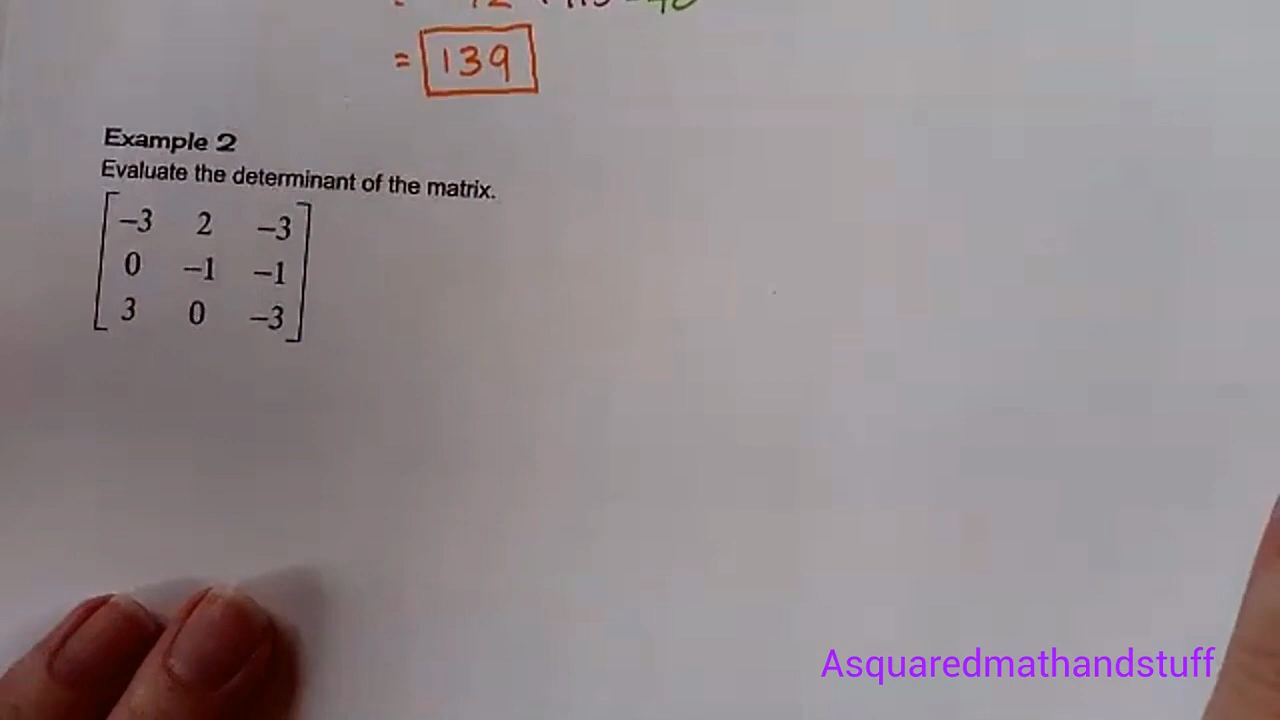 = 139
Example 2
Evaluate the determinant of the matrix.
−3 2 −3
0 −1 −1
3 0 −3
Asquaredmathandstuff